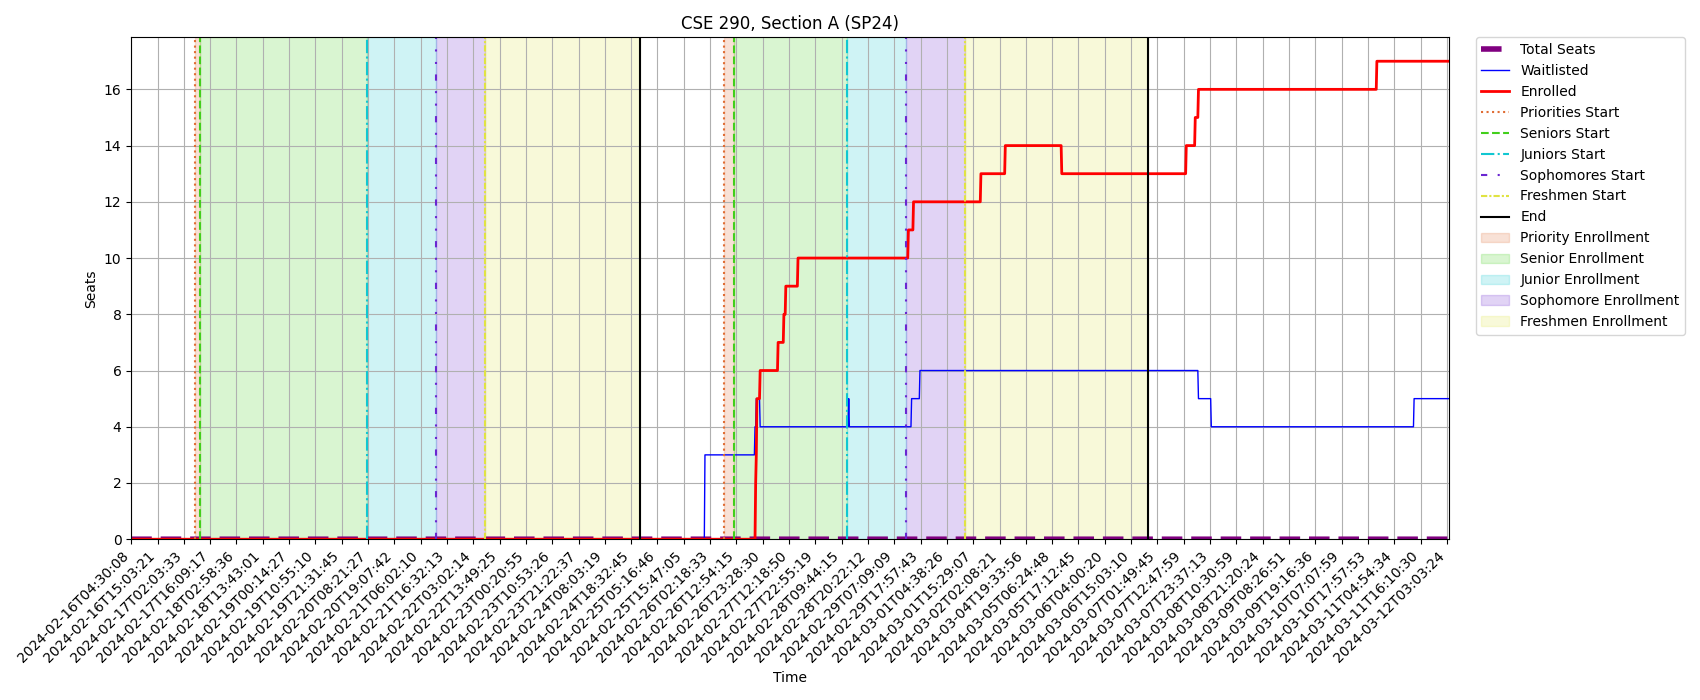 CSE 290, Section A (SP24)
Seats
16
14
12
10
8
6
4
2
0
2024-02-16T04:30:08
2024-02-16T15:03:21
2024-02-17T02:03:33
2024-02-17T16:09:17
2024-02-18T02:58:36
2024-02-18T13:43:01
2024-02-19T00:14:27
2024-02-19T10:55:10
2024-02-19T21:31:45
2024-02-20T08:21:27
2024-02-20T19:07:42
2024-02-21T06:02:10
2024-02-21T16:32:13
2024-02-22T03:02:14
2024-02-22T13:49:25
2024-02-23T00:20:55
2024-02-23T10:53:26
2024-02-23T21:22:37
2024-02-24T08:03:19
2024-02-24T18:32:45
2024-02-25T05:16:46
2024-02-25T15:47:05
2024-02-26T02:18:33
2024-02-26T12:54:15
2024-02-26T23:28:30
2024-02-27T12:18:50
2024-02-27T22:55:19
2024-02-28T09:44:15
2024-02-28T20:22:12
2024-02-29T07:09:09
2024-02-29T17:57:43
2024-03-01T04:38:26
2024-03-01T15:29:07
2024-03-02T02:08:21
2024-03-04T19:33:56
2024-03-05T06:24:48
2024-03-05T17:12:45
2024-03-06T04:00:20
2024-03-06T15:03:10
2024-03-07T01:49:45
2024-03-07T12:47:59
2024-03-07T23:37:13
2024-03-08T10:30:59
2024-03-08T21:20:24
2024-03-09T08:26:51
2024-03-09T19:16:36
2024-03-10T07:07:59
2024-03-10T17:57:53
2024-03-11T04:54:34
2024-03-11T16:10:30
2024-03-12T03:03:24
Time
Total Seats
Waitlisted
Enrolled
Priorities Start
Seniors Start
Juniors Start
Sophomores Start
Freshmen Start
End
Priority Enrollment
Senior Enrollment
Junior Enrollment
Sophomore Enrollment
Freshmen Enrollment